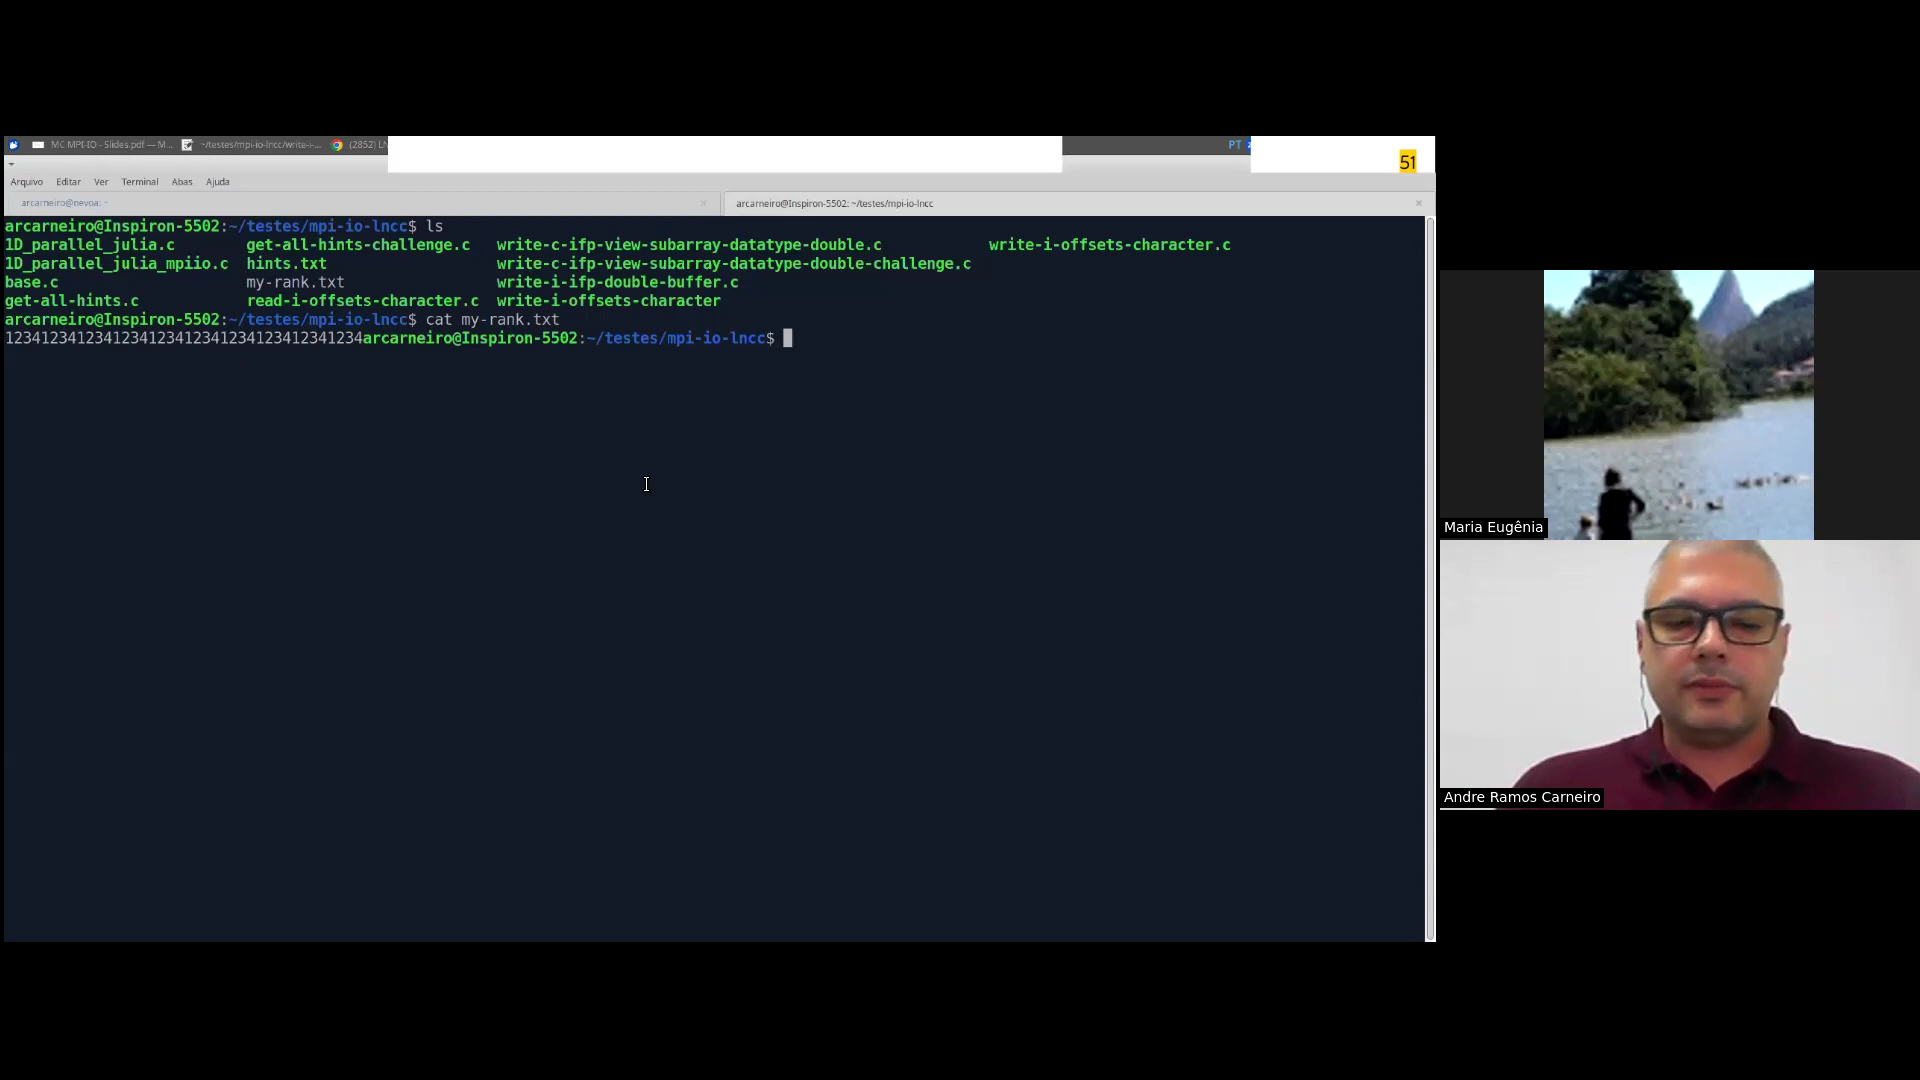 MC MPI-IO - Slides.pdf — M...
~/testes/mpi-io-lncc/write-i-...
(2852) LN
PT
51
Arquivo Editar Ver Terminal Abas Ajuda
arcarneiro@nevoa: ~
arcarneiro@Inspiron-5502: ~/testes/mpi-io-lncc
arcarneiro@Inspiron-5502:~/testes/mpi-io-lncc$ ls
1D_parallel_julia.c get-all-hints-challenge.c write-c-ifp-view-subarray-datatype-double.c write-i-offsets-character.c
1D_parallel_julia_mpiio.c hints.txt write-c-ifp-view-subarray-datatype-double-challenge.c
base.c my-rank.txt write-i-ifp-double-buffer.c
get-all-hints.c read-i-offsets-character.c write-i-offsets-character
arcarneiro@Inspiron-5502:~/testes/mpi-io-lncc$ cat my-rank.txt
1234123412341234123412341234123412341234arcarneiro@Inspiron-5502:~/testes/mpi-io-lncc$
Maria Eugênia
Andre Ramos Carneiro